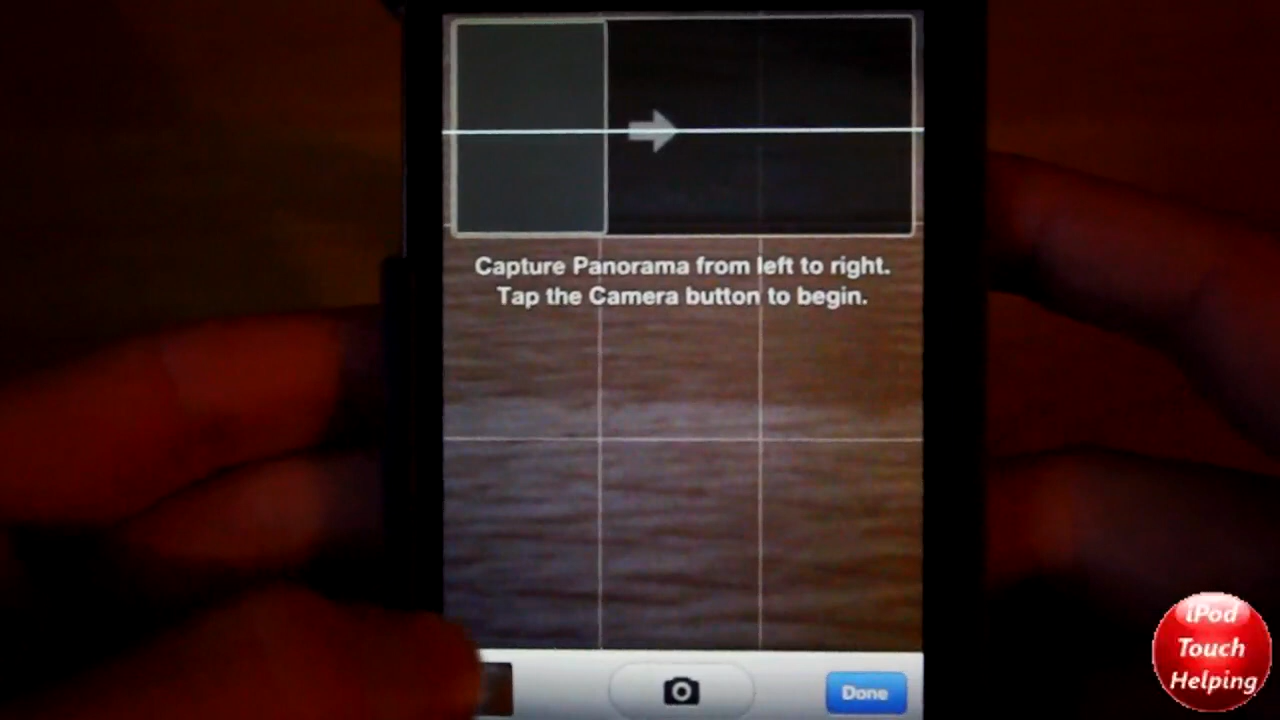 Capture Panorama from left to right.
Tap the Camera button to begin.
Done
iPod
Touch
Helping